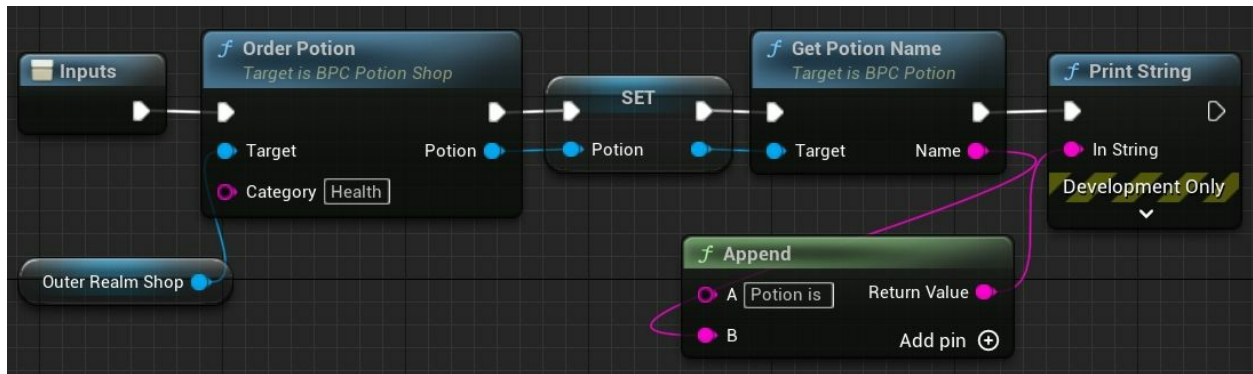 Inputs
f Order Potion
Target is BPC Potion Shop
Target
Potion
Category Health
Outer Realm Shop
SET
Potion
f Get Potion Name
Target is BPC Potion
Target
Name
f Print String
In String
Development Only
f Append
A Potion is
Return Value
B
Add pin